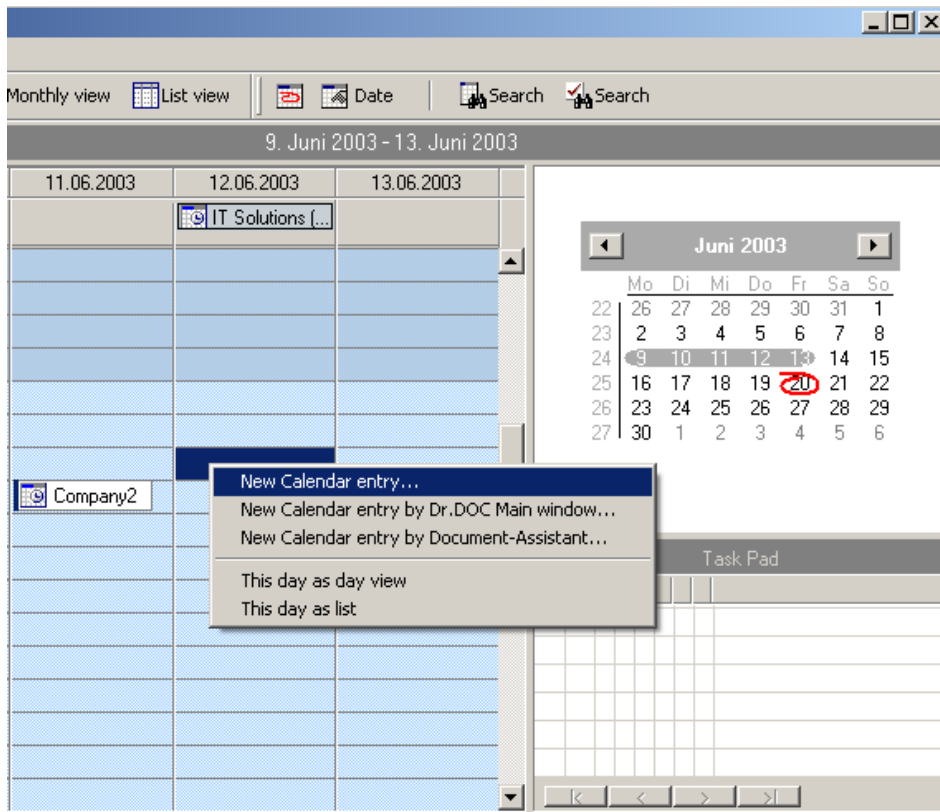 Monthly view List view Date Search Search
9. Juni 2003 - 13. Juni 2003
11.06.2003 12.06.2003 13.06.2003
IT Solutions (...
Juni 2003
Mo Di Mi Do Fr Sa So
22 26 27 28 29 30 31 1
23 2 3 4 5 6 7 8
24 9 10 11 12 13 14 15
25 16 17 18 19 20 21 22
26 23 24 25 26 27 28 29
27 30 1 2 3 4 5 6
Company2
New Calendar entry...
New Calendar entry by Dr.DOC Main window...
New Calendar entry by Document-Assistant...
This day as day view
This day as list
Task Pad